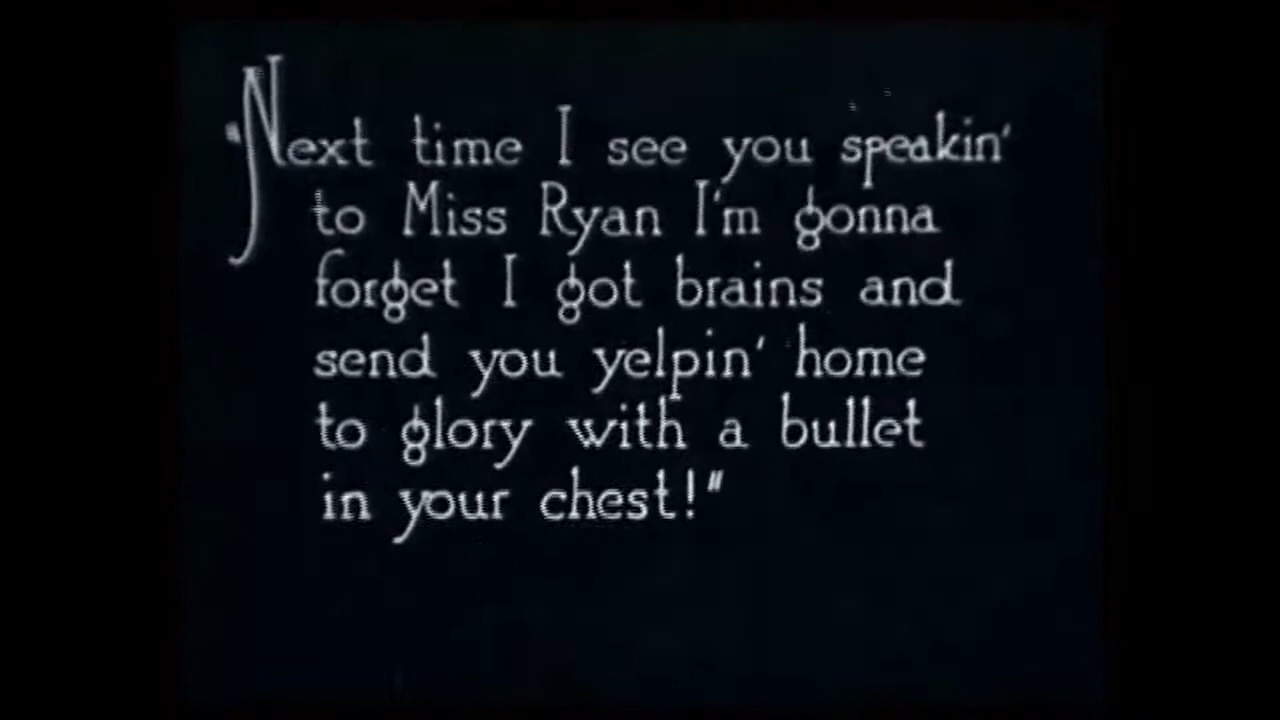 "Next time I see you speakin'
to Miss Ryan I'm gonna
forget I got brains and
send you yelpin' home
to glory with a bullet
in your chest!"